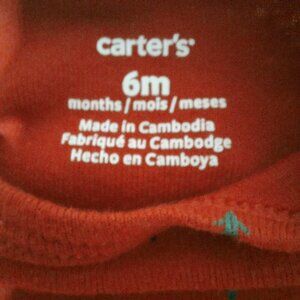 carter's
6m
months / mois / meses
Made in Cambodia
Fabriqué au Cambodge
Hecho en Camboya